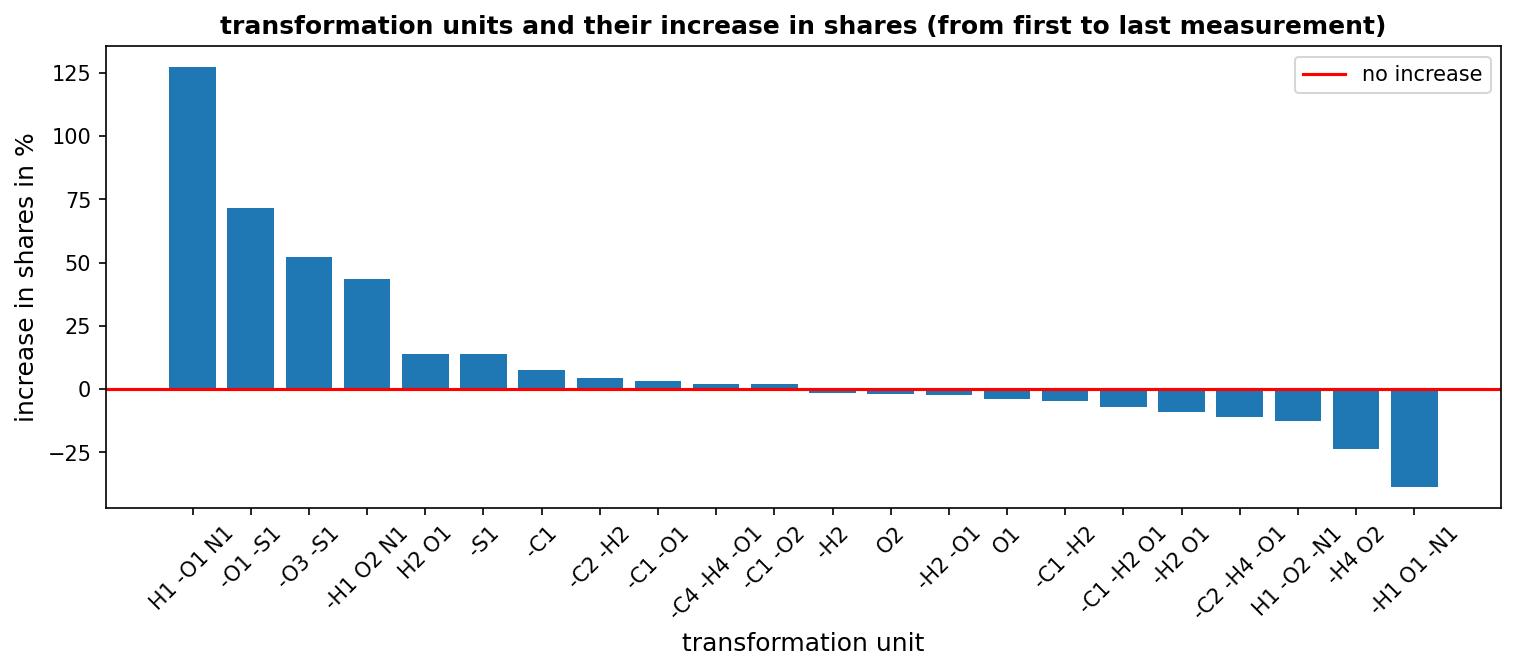 transformation units and their increase in shares (from first to last measurement)
no increase
increase in shares in %
125
100
75
50
25
0
−25
H1 -O1 N1
-O1 -S1
-O3 -S1
-H1 O2 N1
H2 O1
-S1
-C1
-C2 -H2
-C1 -O1
-C4 -H4 -O1
-C1 -O2
-H2
O2
-H2 -O1
O1
-C1 -H2
-C1 -H2 O1
-H2 O1
-C2 -H4 -O1
H1 -O2 -N1
-H4 O2
-H1 O1 -N1
transformation unit